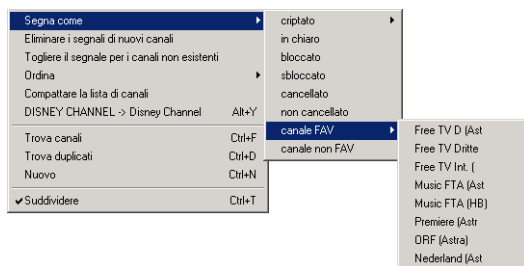 Segna come
Eliminare i segnali di nuovi canali
Togliere il segnale per i canali non esistenti
Ordina
Compattare la lista di canali
DISNEY CHANNEL -> Disney Channel Alt+Y
Trova canali Ctrl+F
Trova duplicati Ctrl+D
Nuovo Ctrl+N
Suddividere Ctrl+T
criptato
in chiaro
bloccato
sbloccato
cancellato
non cancellato
canale FAV
canale non FAV
Free TV D (Ast
Free TV Dritte
Free TV Int. (
Music FTA (Ast
Music FTA (HB)
Premiere (Astr
ORF (Astra)
Nederland (Ast